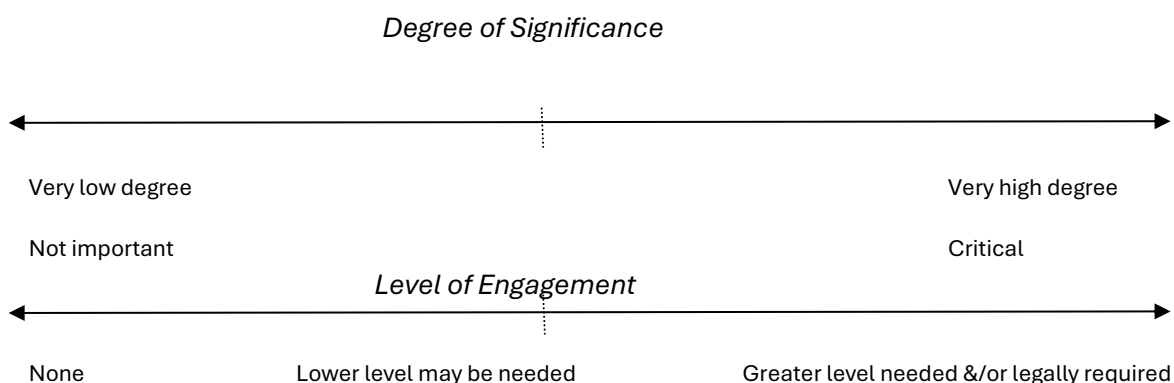 Degree of Significance
Very low degree Very high degree
Not important Critical
Level of Engagement
None Lower level may be needed Greater level needed &/or legally required